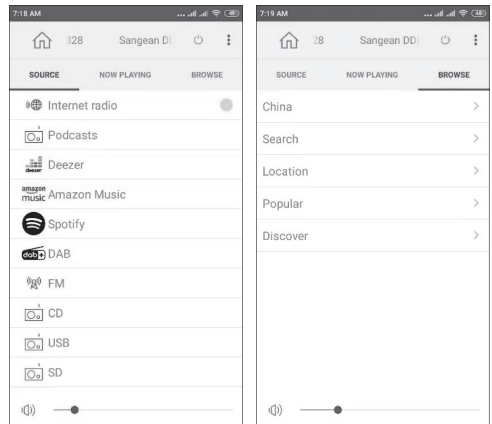 7:18 AM
48
328 Sangean D
SOURCE NOW PLAYING BROWSE
Internet radio
Podcasts
deezer Deezer
amazon music Amazon Music
Spotify
dab DAB
FM
CD
USB
SD
7:19 AM
48
28 Sangean DD
SOURCE NOW PLAYING BROWSE
China
Search
Location
Popular
Discover